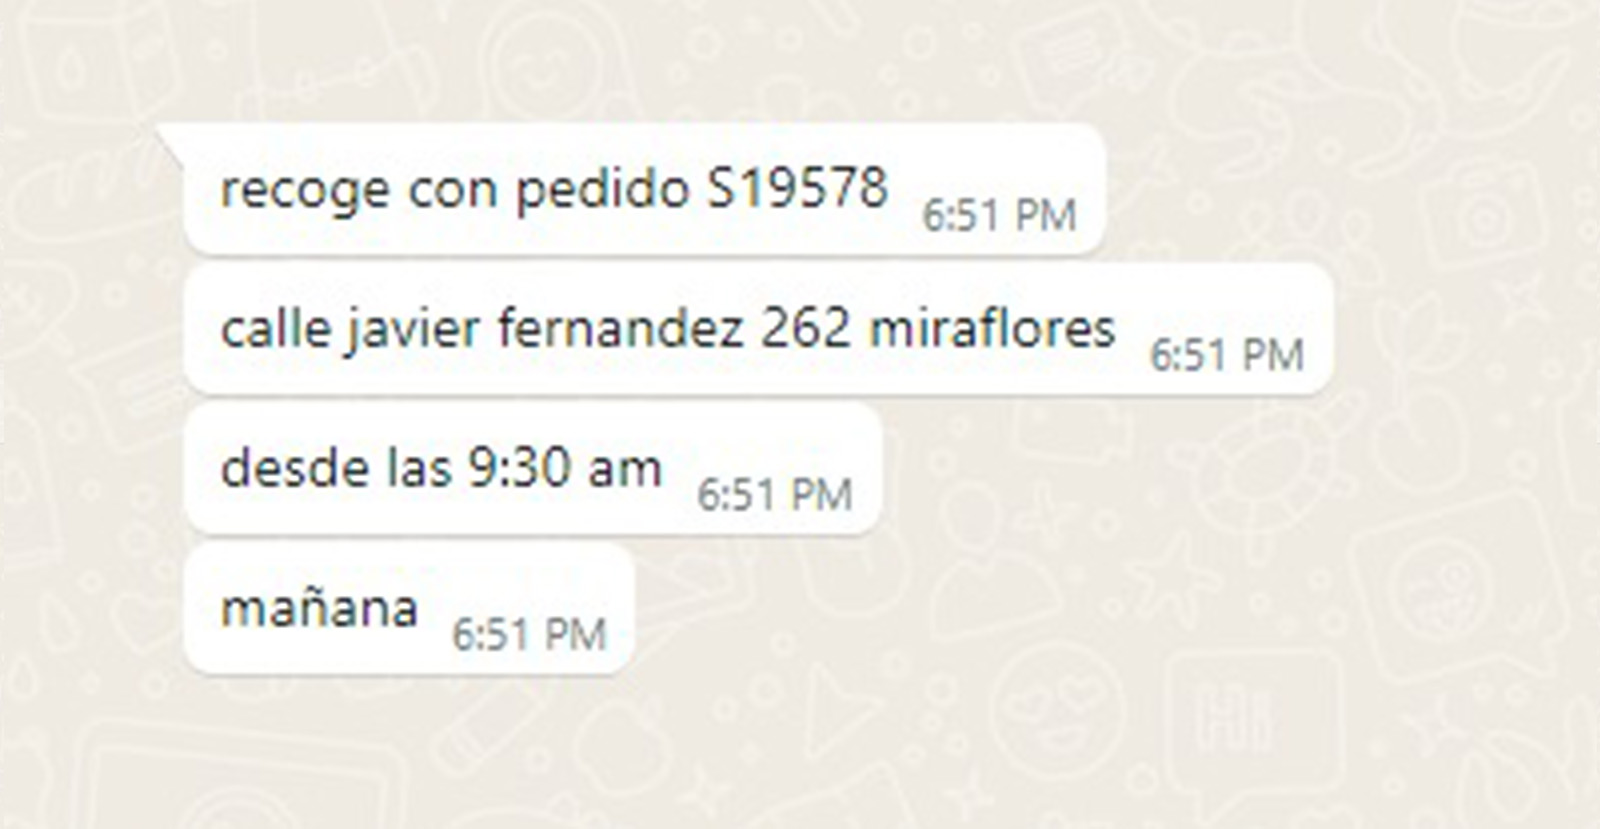 recoge con pedido S19578 6:51 PM
calle javier fernandez 262 miraflores 6:51 PM
desde las 9:30 am 6:51 PM
mañana 6:51 PM